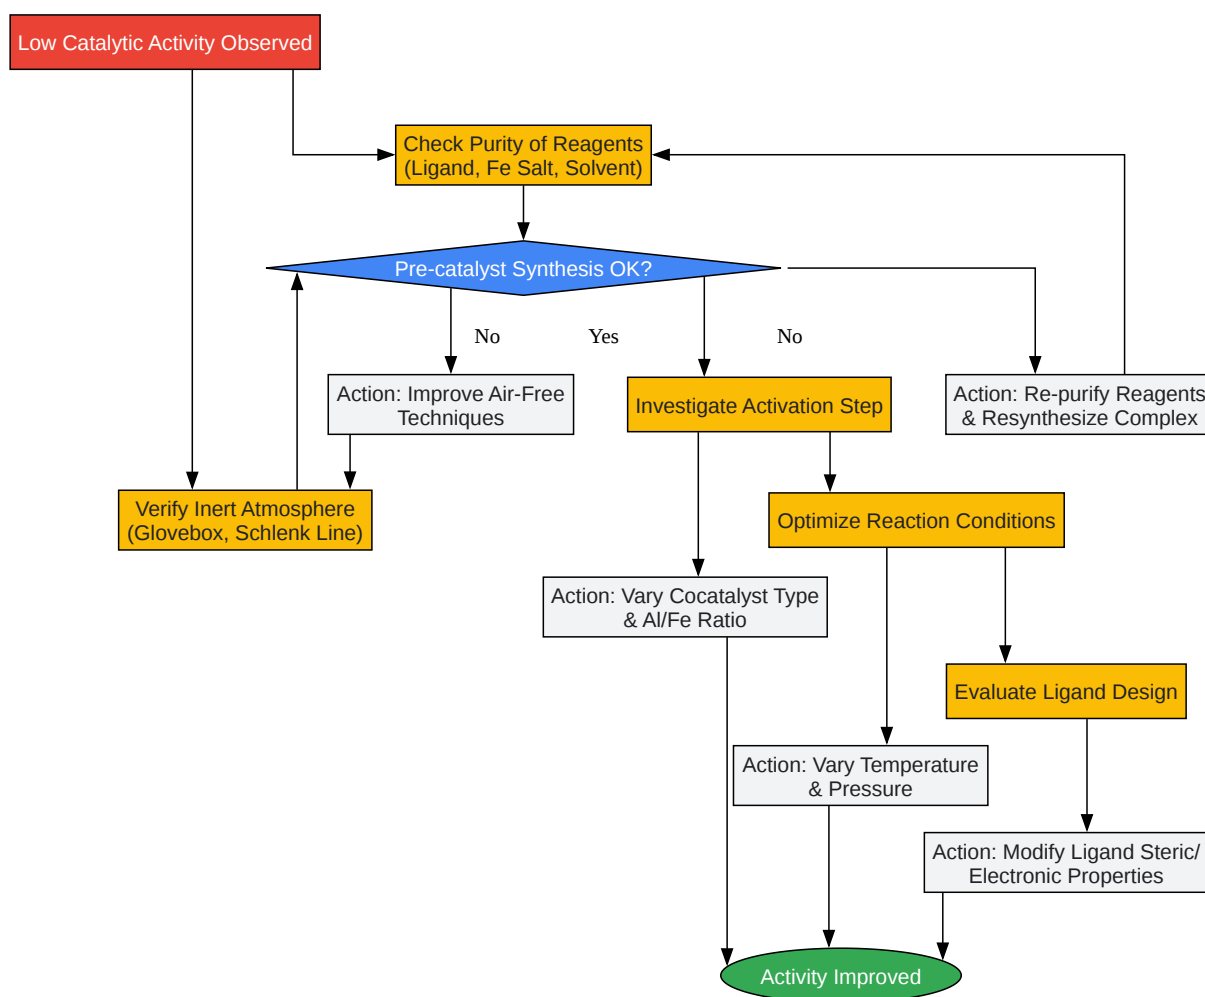 Low Catalytic Activity Observed
Check Purity of Reagents
(Ligand, Fe Salt, Solvent)
Pre-catalyst Synthesis OK?
No
Yes
No
Action: Improve Air-Free
Techniques
Investigate Activation Step
Action: Re-purify Reagents
& Resynthesize Complex
Verify Inert Atmosphere
(Glovebox, Schlenk Line)
Optimize Reaction Conditions
Action: Vary Cocatalyst Type
& Al/Fe Ratio
Evaluate Ligand Design
Action: Vary Temperature
& Pressure
Action: Modify Ligand Steric/
Electronic Properties
Activity Improved